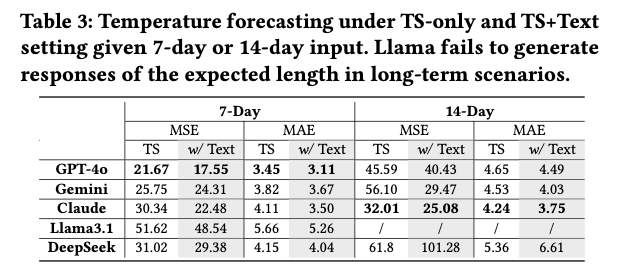 Table 3: Temperature forecasting under TS-only and TS+Text
setting given 7-day or 14-day input. Llama fails to generate
responses of the expected length in long-term scenarios.
7-Day 14-Day
MSE MAE MSE MAE
TS w/ Text TS w/ Text TS w/ Text TS w/ Text
GPT-4o 21.67 17.55 3.45 3.11 45.59 40.43 4.65 4.49
Gemini 25.75 24.31 3.82 3.67 56.10 29.47 4.53 4.03
Claude 30.34 22.48 4.11 3.50 32.01 25.08 4.24 3.75
Llama3.1 51.62 48.54 5.66 5.26 / / / /
DeepSeek 31.02 29.38 4.15 4.04 61.8 101.28 5.36 6.61